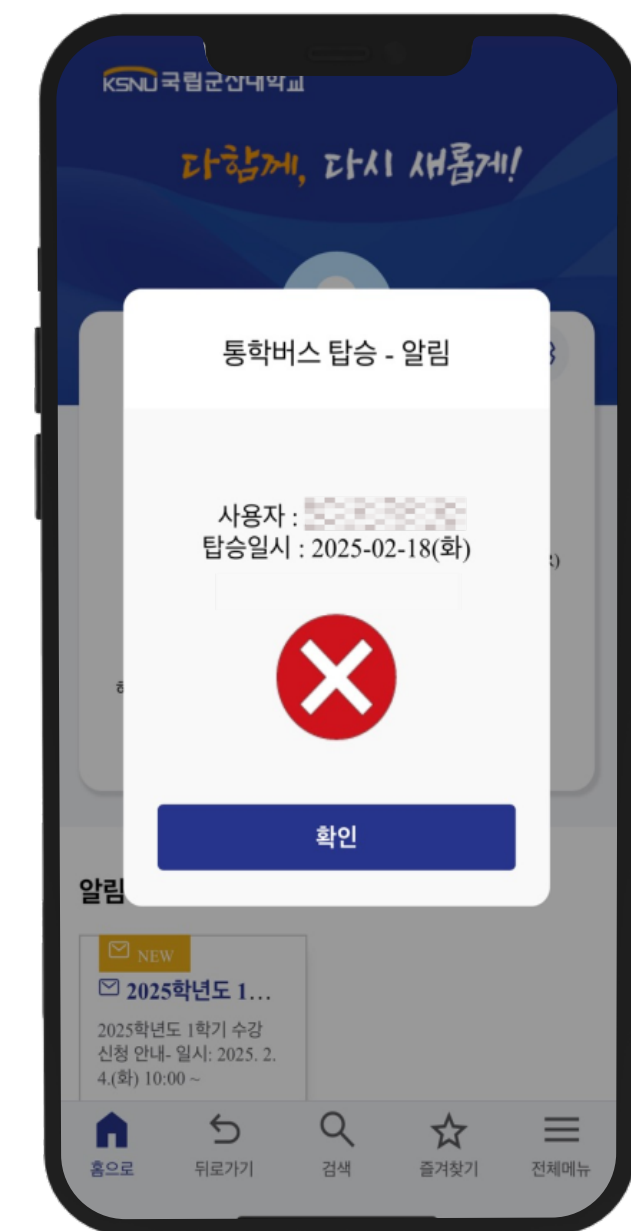 KSNU 국립군산대학교
다함께, 다시 새롭게!
통학버스 탑승 - 알림
사용자 :
탑승일시 : 2025-02-18(화)
확인
알림
NEW
2025학년도 1...
2025학년도 1학기 수강
신청 안내- 일시: 2025. 2.
4.(화) 10:00 ~
홈으로 뒤로가기 검색 즐겨찾기 전체메뉴